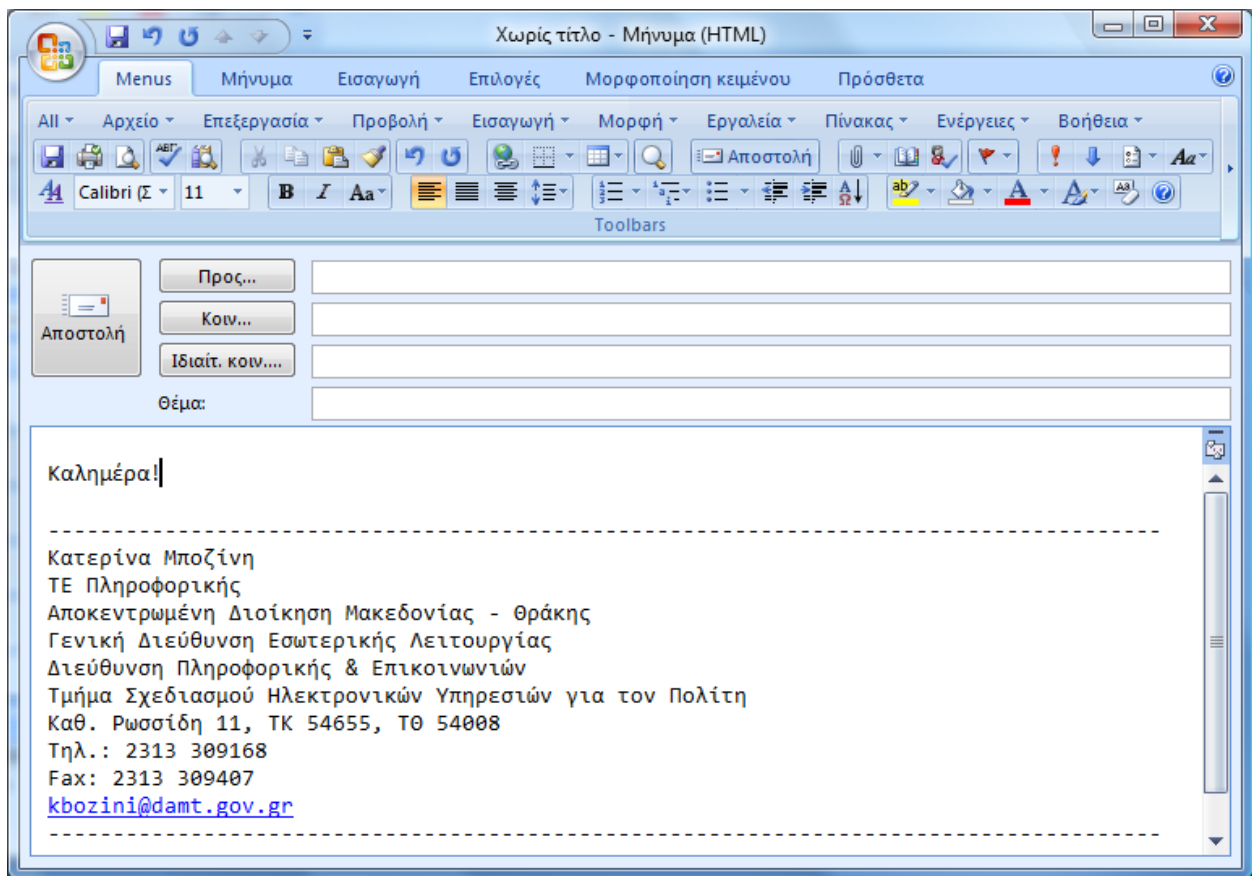 Χωρίς τίτλο - Μήνυμα (HTML)
Menus Μήνυμα Εισαγωγή Επιλογές Μορφοποίηση κειμένου Πρόσθετα
All Αρχείο Επεξεργασία Προβολή Εισαγωγή Μορφή Εργαλεία Πίνακας Ενέργειες Βοήθεια
Αποστολή
Calibri (Σ 11 B I Aa
Toolbars
Προς...
Κοιν...
Αποστολή
Ιδιαίτ. κοιν....
Θέμα:
Καλημέρα!
--------------------------------------------------------------------------------------
Κατερίνα Μποζίνη
ΤΕ Πληροφορικής
Αποκεντρωμένη Διοίκηση Μακεδονίας - Θράκης
Γενική Διεύθυνση Εσωτερικής Λειτουργίας
Διεύθυνση Πληροφορικής & Επικοινωνιών
Τμήμα Σχεδιασμού Ηλεκτρονικών Υπηρεσιών για τον Πολίτη
Καθ. Ρωσσίδη 11, ΤΚ 54655, ΤΘ 54008
Τηλ.: 2313 309168
Fax: 2313 309407
kbozini@damt.gov.gr
--------------------------------------------------------------------------------------